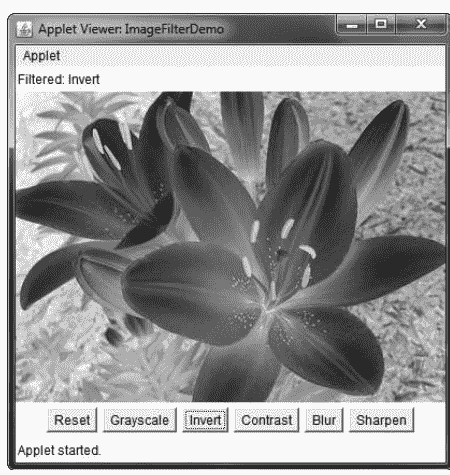 Applet Viewer: ImageFilterDemo
Applet
Filtered: Invert
Reset Grayscale Invert Contrast Blur Sharpen
Applet started.